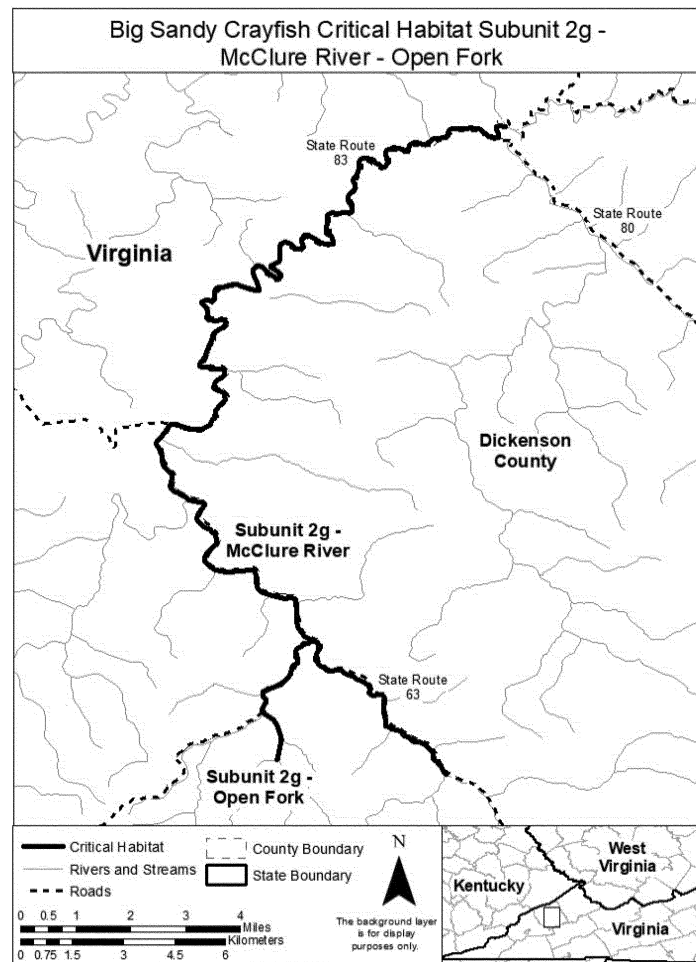 Big Sandy Crayfish Critical Habitat Subunit 2g -
McClure River - Open Fork
State Route
83
State Route
80
Virginia
Dickenson
County
Subunit 2g -
McClure River
State Route
63
Subunit 2g -
Open Fork
Critical Habitat
Rivers and Streams
Roads
County Boundary
State Boundary
N
The background layer
is for display
purposes only.
0 0.5 1 2 3 4
Miles
Kilometers
0 0.75 1.5 3 4.5 6
West
Virginia
Kentucky
Virginia